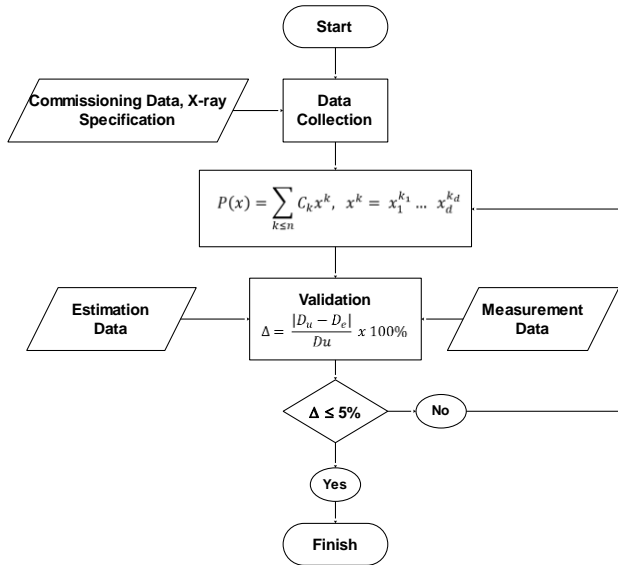 Start
Commissioning Data, X-ray
Specification
Data
Collection
P(x) = ∑_{k≤n} C_k x^k, x^k = x_1^{k_1} … x_d^{k_d}
Estimation
Data
Validation
Δ = |D_u − D_e| / Du x 100%
Measurement
Data
Δ ≤ 5%
No
Yes
Finish